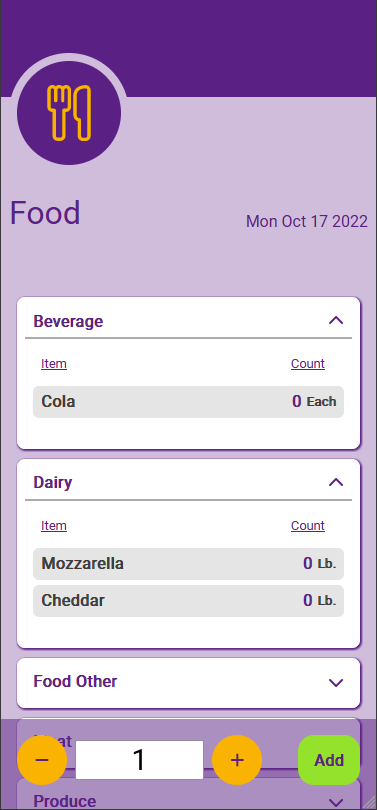 Food
Mon Oct 17 2022
Beverage
Item Count
Cola 0 Each
Dairy
Item Count
Mozzarella 0 Lb.
Cheddar 0 Lb.
Food Other
− 1 + Add
Produce